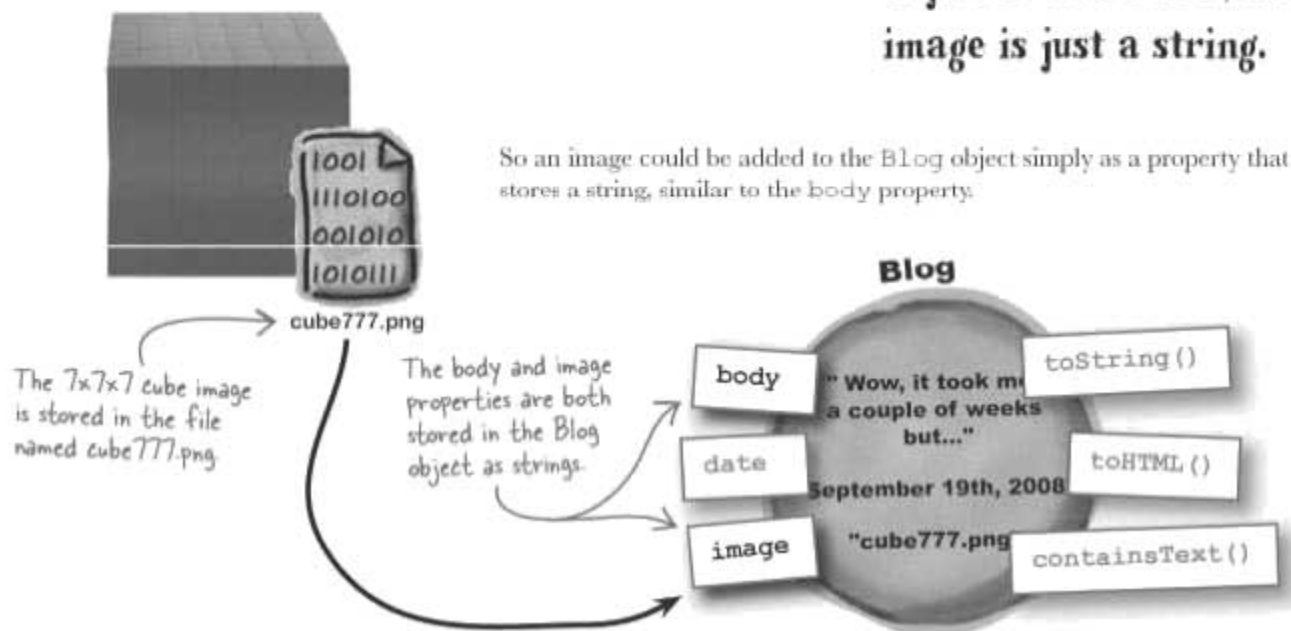 image is just a string.
So an image could be added to the Blog object simply as a property that
stores a string, similar to the body property.
1001
1110100
001010
1010111
cube777.png
The 7x7x7 cube image
is stored in the file
named cube777.png.
The body and image
properties are both
stored in the Blog
object as strings.
Blog
body
date
image
" Wow, it took me
a couple of weeks
but..."
September 19th, 2008
"cube777.png
toString()
toHTML()
containsText()